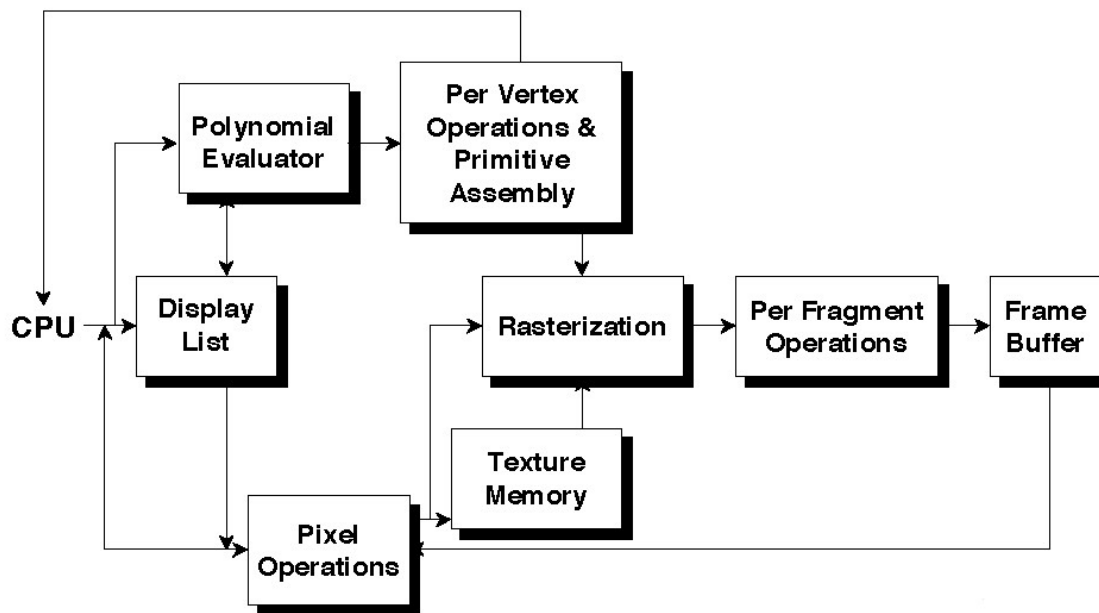 Per Vertex
Operations &
Primitive
Assembly
Polynomial
Evaluator
CPU
Display
List
Rasterization
Per Fragment
Operations
Frame
Buffer
Texture
Memory
Pixel
Operations